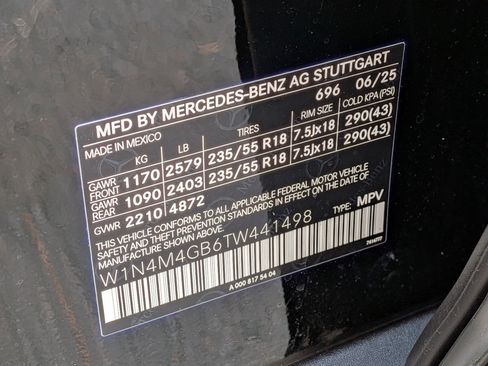 MFD BY MERCEDES-BENZ AG STUTTGART
MADE IN MEXICO 696 06/25
KG LB TIRES COLD KPA (PSI)
GAWR FRONT 1170 2579 235/55 R18 7.5Jx18 290(43)
GAWR REAR 1090 2403 235/55 R18 7.5Jx18 290(43)
GVWR 2210 4872
THIS VEHICLE CONFORMS TO ALL APPLICABLE FEDERAL MOTOR VEHICLE
SAFETY, BUMPER, AND THEFT PREVENTION STANDARDS IN EFFECT ON THE DATE OF
MANUFACTURE SHOWN ABOVE.
W1N4M4GB6TW441498 TYPE: MPV
A 000 817 54 04